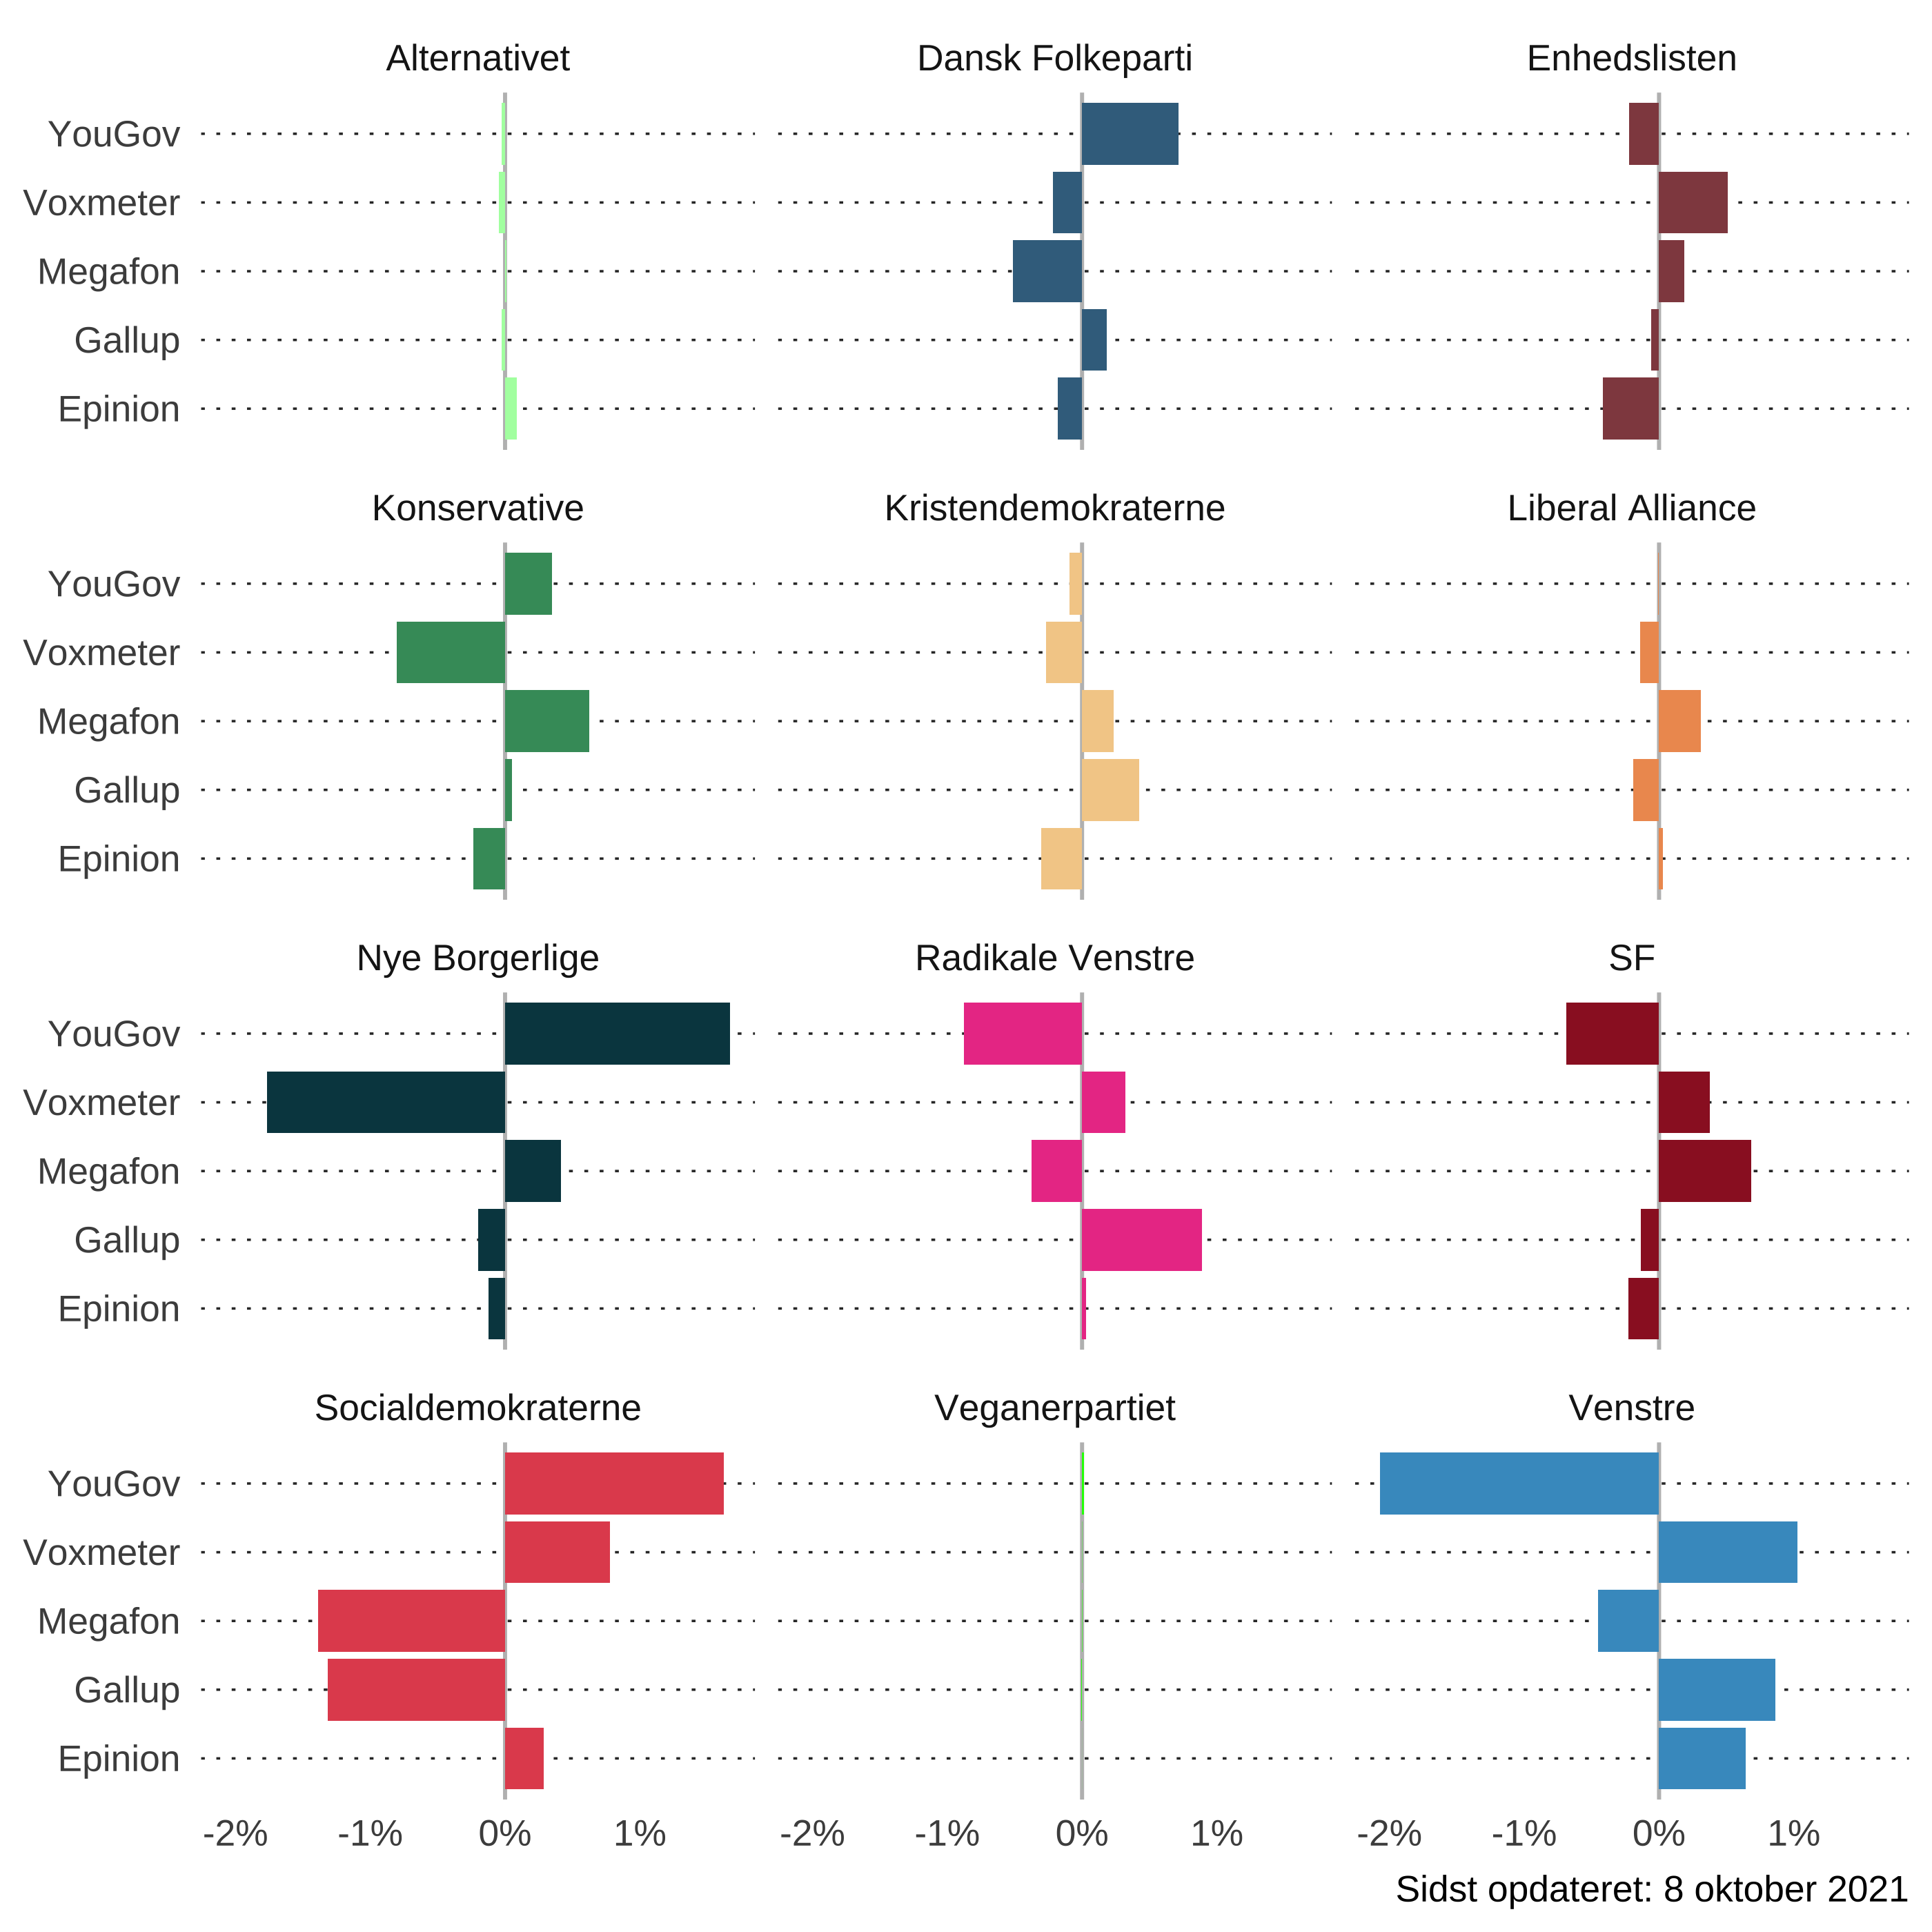 Alternativet Dansk Folkeparti Enhedslisten
YouGov
Voxmeter
Megafon
Gallup
Epinion
Konservative Kristendemokraterne Liberal Alliance
YouGov
Voxmeter
Megafon
Gallup
Epinion
Nye Borgerlige Radikale Venstre SF
YouGov
Voxmeter
Megafon
Gallup
Epinion
Socialdemokraterne Veganerpartiet Venstre
YouGov
Voxmeter
Megafon
Gallup
Epinion
-2% -1% 0% 1% -2% -1% 0% 1% -2% -1% 0% 1%
Sidst opdateret: 8 oktober 2021